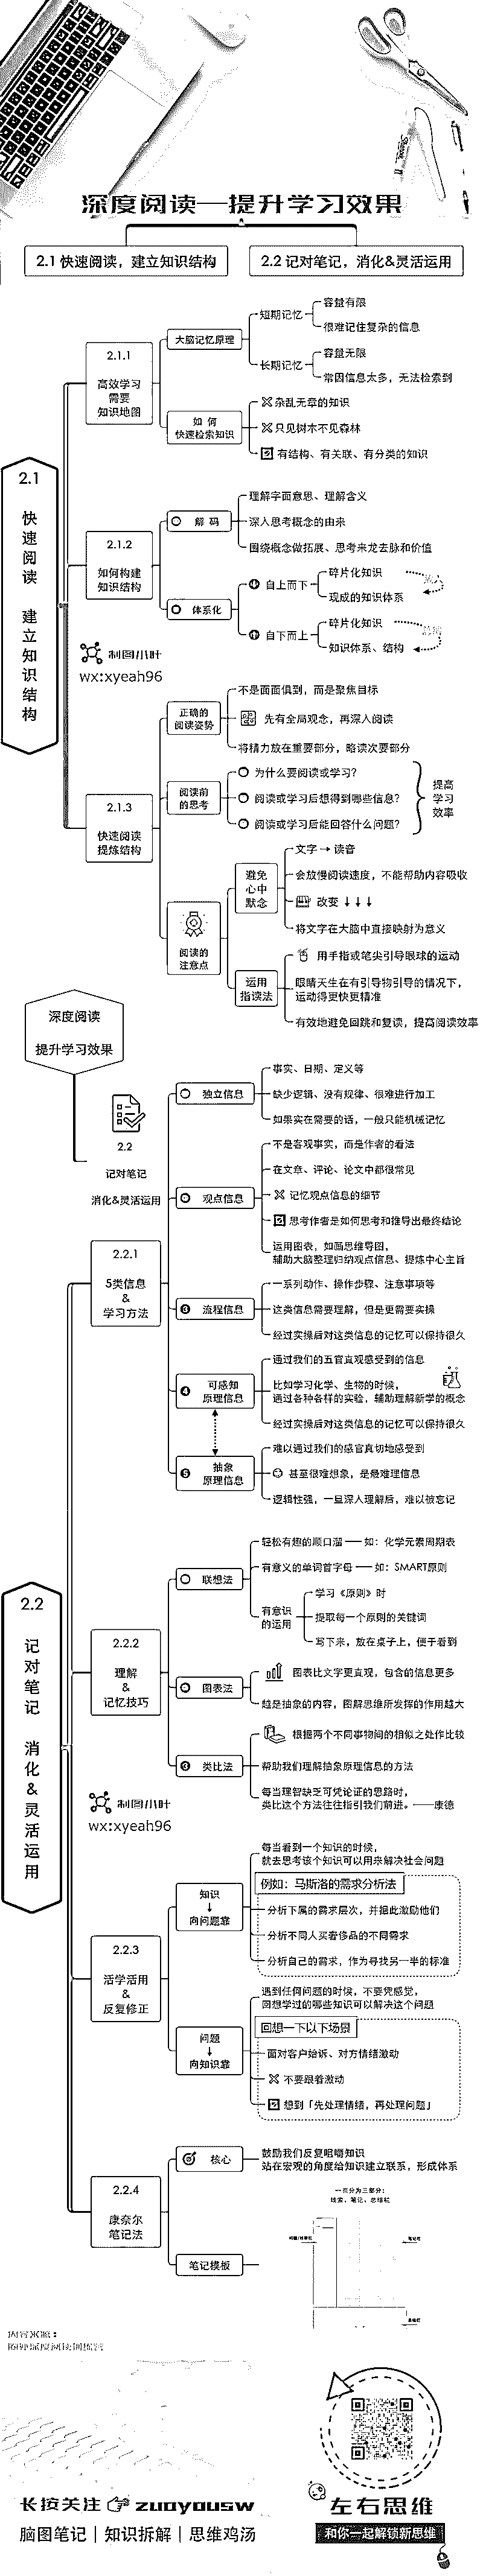 深度阅读—提升学习效果
2.1 快速阅读，建立知识结构
2.2 记对笔记，消化&灵活运用
2.1
快速阅读 建立知识结构
2.1.1
高效学习
需要
知识地图
大脑记忆原理
短期记忆
容量有限
很难记住复杂的信息
长期记忆
容量无限
常因信息太多，无法检索到
如 何
快速检索知识
杂乱无章的知识
只见树木不见森林
有结构、有关联、有分类的知识
2.1.2
如何构建
知识结构
解 码
理解字面意思、理解含义
深入思考概念的由来
围绕概念做拓展、思考来龙去脉和价值
体系化
自上而下
碎片化知识
现成的知识体系
自下而上
碎片化知识
知识体系、结构
制图小叶
wx:xyeah96
2.1.3
快速阅读
提炼结构
正确的
阅读姿势
不是面面俱到，而是聚焦目标
先有全局观念，再深入阅读
将精力放在重要部分，略读次要部分
阅读前
的思考
为什么要阅读或学习？
阅读或学习后想得到哪些信息？
阅读或学习后能回答什么问题？
提高
学习
效率
阅读的
注意点
避免
心中
默念
文字 → 读音
会放慢阅读速度，不能帮助内容吸收
改变 ↓↓↓
将文字在大脑中直接映射为意义
运用
指读法
用手指或笔尖引导眼球的运动
眼睛天生在有引导物引导的情况下，
运动得更快更精准
有效地避免回跳和复读，提高阅读效率
深度阅读
提升学习效果
2.2
记对笔记
消化&灵活运用
2.2
记对笔记 消化&灵活运用
2.2.1
5类信息
&
学习方法
独立信息
事实、日期、定义等
缺少逻辑、没有规律、很难进行加工
如果实在需要的话，一般只能机械记忆
观点信息
不是客观事实，而是作者的看法
在文章、评论、论文中都很常见
记忆观点信息的细节
思考作者是如何思考和推导出最终结论
运用图表，如画思维导图，
辅助大脑整理归纳观点信息、提炼中心主旨
❸ 流程信息
一系列动作、操作步骤、注意事项等
这类信息需要理解，但是更需要实操
经过实操后对这类信息的记忆可以保持很久
❹ 可感知
原理信息
通过我们的五官直观感受到的信息
比如学习化学、生物的时候，
通过各种各样的实验，辅助理解新学的概念
经过实操后对这类信息的记忆可以保持很久
❺ 抽象
原理信息
难以通过我们的感官真切地感受到
甚至很难想象，是最难理信息
逻辑性强，一旦深入理解后，难以被忘记
2.2.2
理解
&
记忆技巧
联想法
轻松有趣的顺口溜 — 如：化学元素周期表
有意义的单词首字母 — 如：SMART原则
有意识
的运用
学习《原则》时
提取每一个原则的关键词
写下来，放在桌子上，便于看到
图表法
图表比文字更直观，包含的信息更多
越是抽象的内容，图解思维所发挥的作用越大
❸ 类比法
根据两个不同事物间的相似之处作比较
帮助我们理解抽象原理信息的方法
每当理智缺乏可凭论证的思路时，
类比这个方法往往指引我们前进。——康德
制图小叶
wx:xyeah96
2.2.3
活学活用
&
反复修正
知识
↓
向问题靠
每当看到一个知识的时候，
就去思考该个知识可以用来解决社会问题
例如：马斯洛的需求分析法
分析下属的需求层次，并据此激励他们
分析不同人买奢侈品的不同需求
分析自己的需求，作为寻找另一半的标准
问题
↓
向知识靠
遇到任何问题的时候，不要凭感觉，
回想学过的哪些知识可以解决这个问题
回想一下以下场景
面对客户始诉、对方情绪激动
不要跟着激动
想到「先处理情绪，再处理问题」
2.2.4
康奈尔
笔记法
核心
鼓励我们反复咀嚼知识
站在宏观的角度给知识建立联系，形成体系
笔记模板
一页分为三部分：
线索、笔记、总结栏
内容来源：
长按关注 zuoyousw
脑图笔记｜知识拆解｜思维鸡汤
左右思维
和你一起解锁新思维